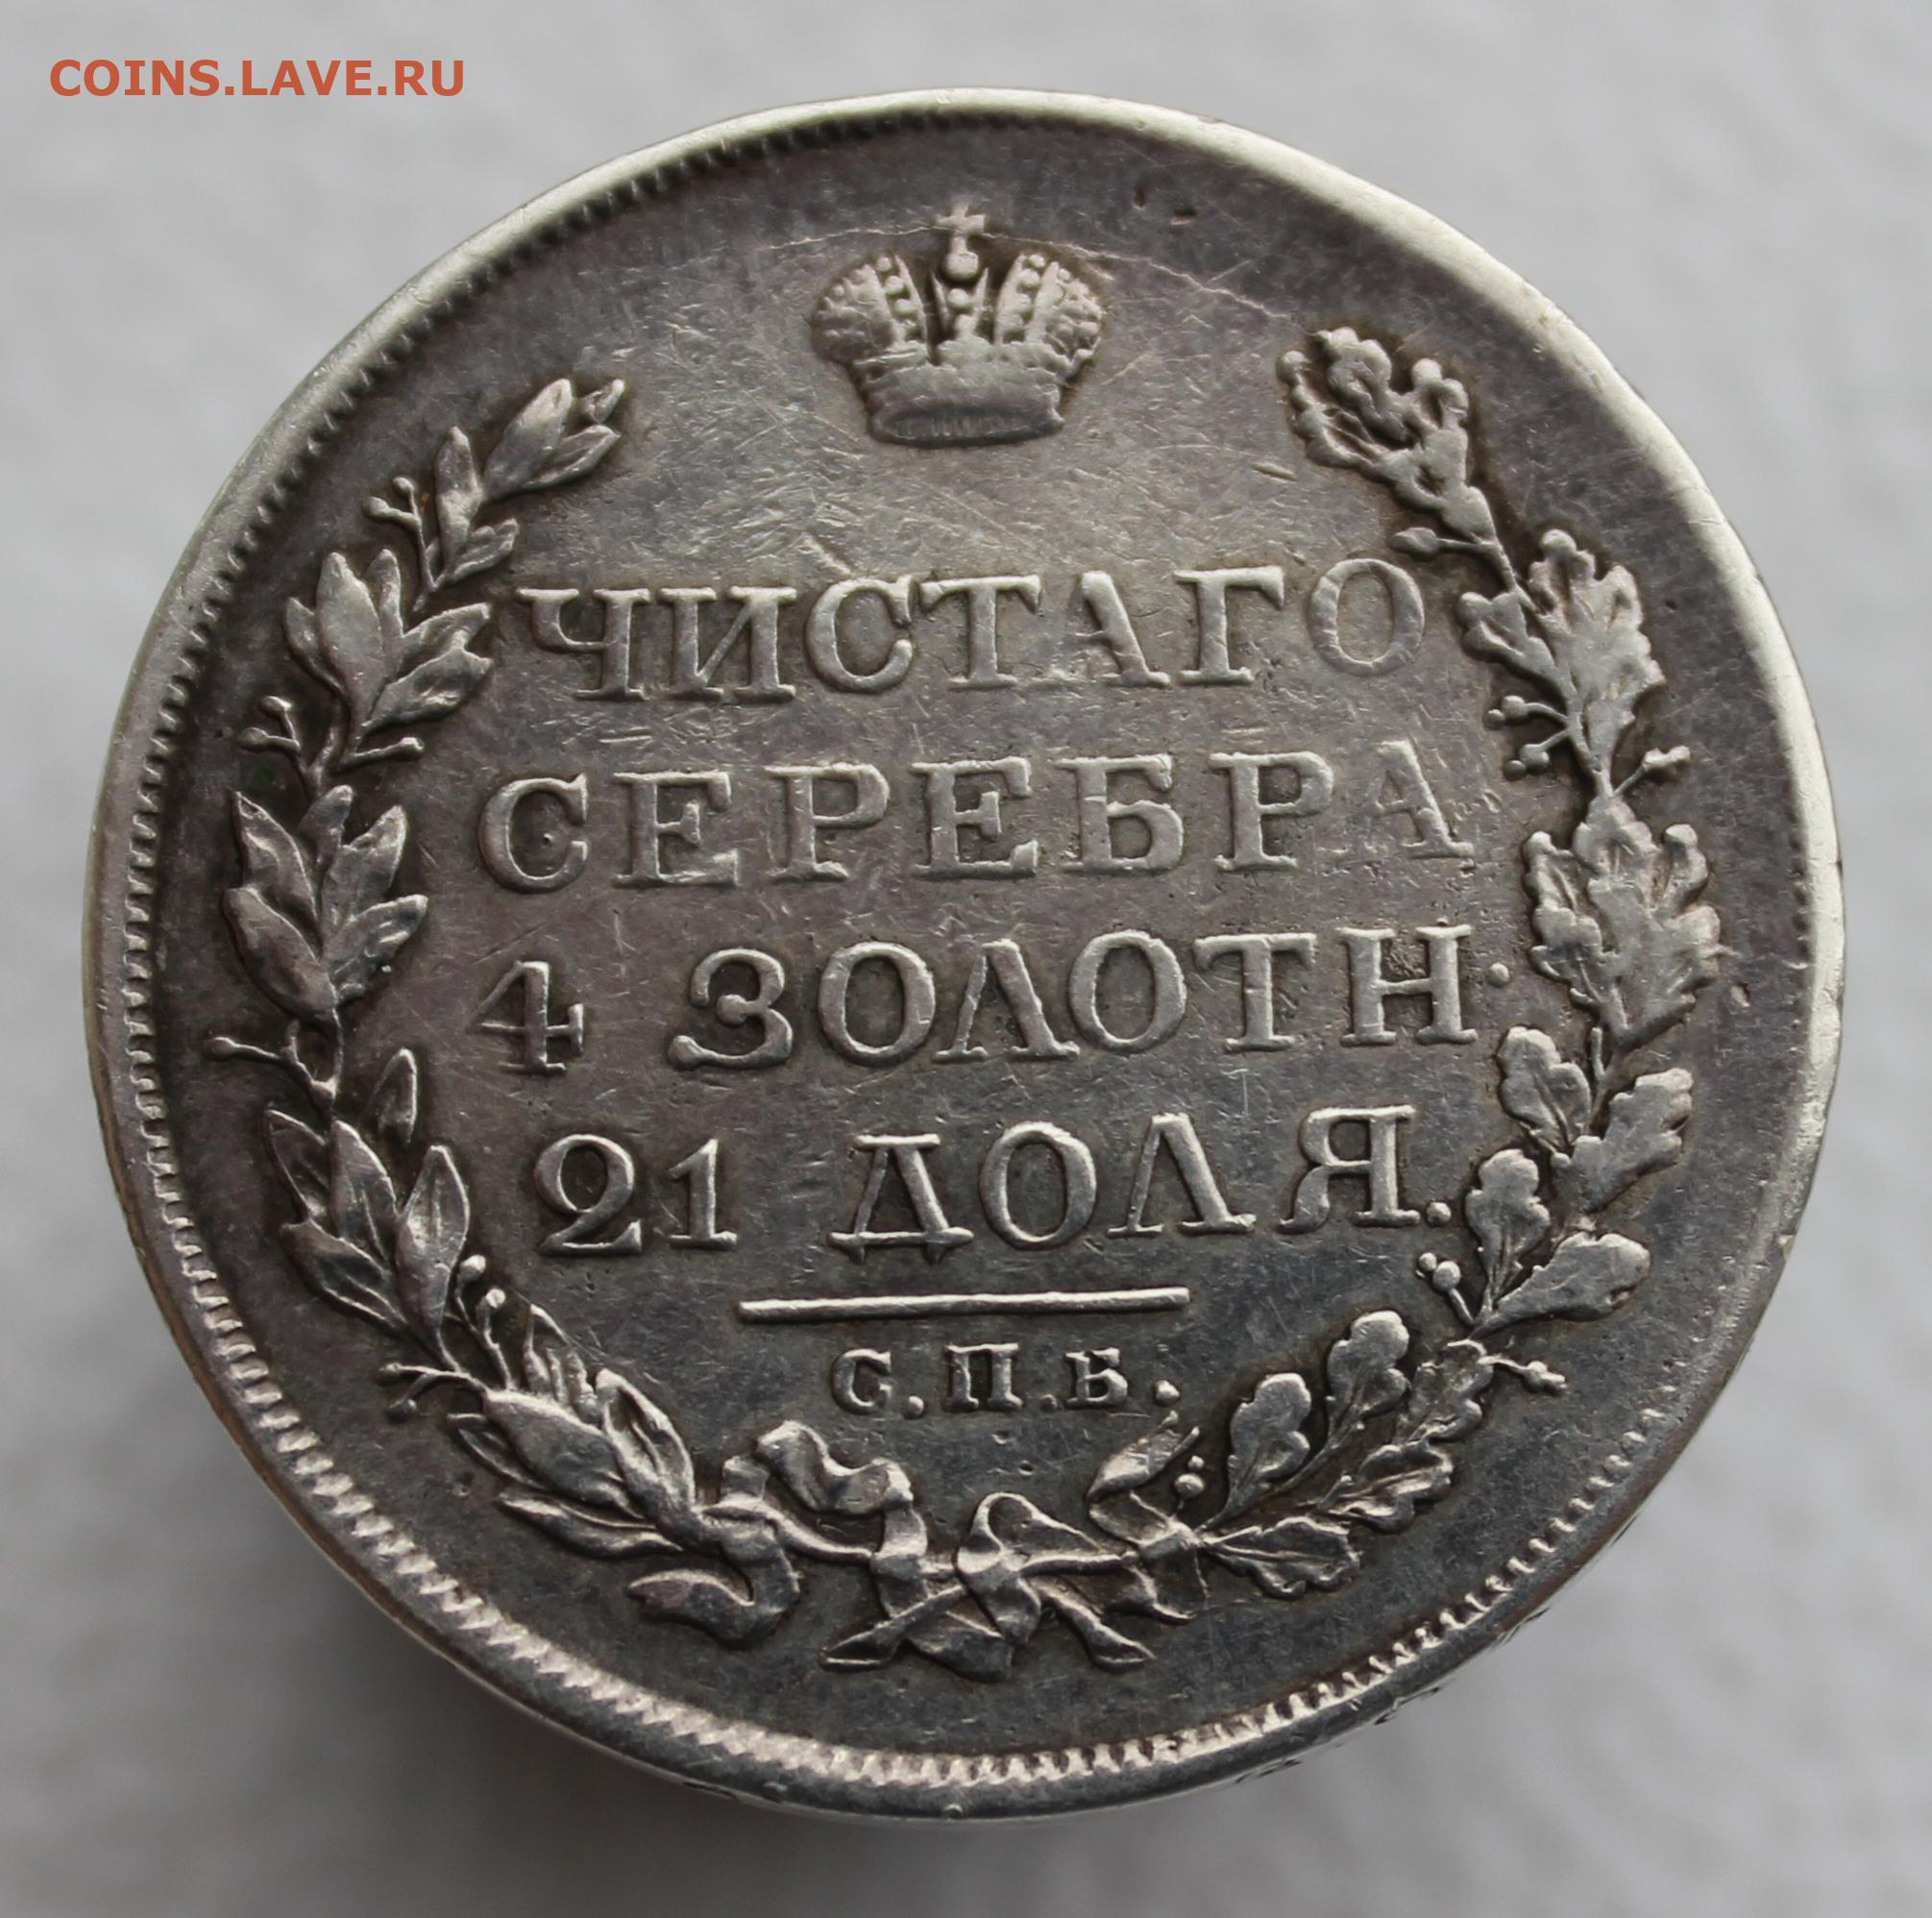 COINS.LAVE.RU
ЧИСТАГО
СЕРЕБРА
4 ЗОЛОТН.
21 ДОЛЯ.
С.П.Б.